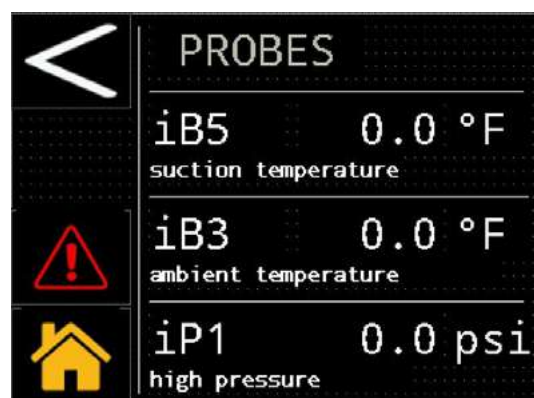 PROBES
iB5 0.0 °F
suction temperature
iB3 0.0 °F
ambient temperature
iP1 0.0 psi
high pressure